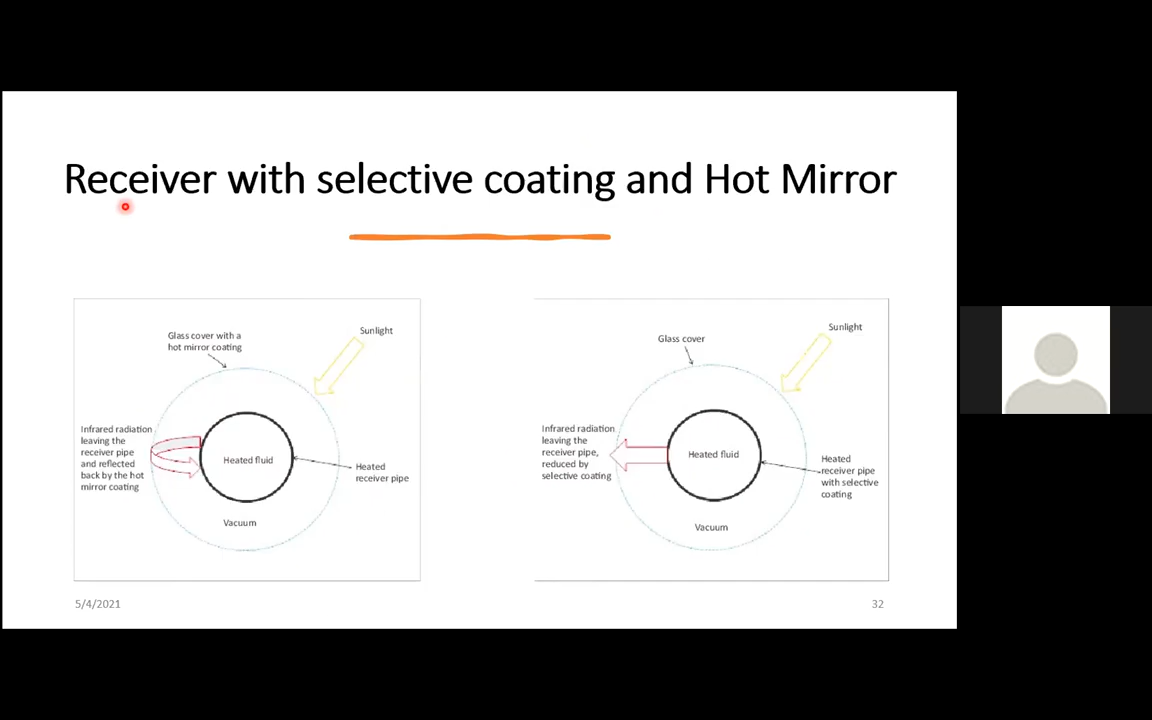 Receiver with selective coating and Hot Mirror
Glass cover with a
hot mirror coating
Sunlight
Infrared radiation
leaving the
receiver pipe
and reflected
back by the hot
mirror coating
Heated fluid
Heated
receiver pipe
Vacuum
Glass cover
Sunlight
Infrared radiation
leaving the
receiver pipe,
reduced by
selective coating
Heated fluid
Heated
receiver pipe
with selective
coating
Vacuum
5/4/2021
32